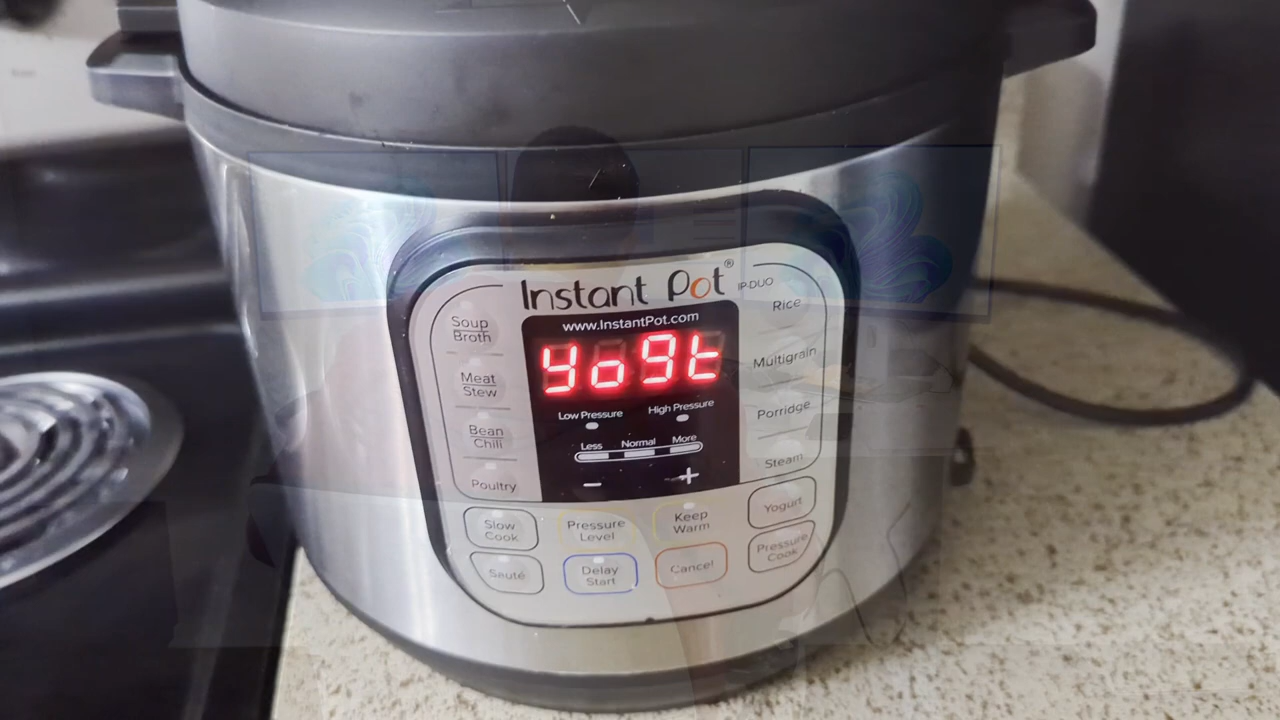 Instant Pot®
IP-DUO
www.InstantPot.com
yogt
Low Pressure
High Pressure
Less
Normal
More
−
+
Soup
Broth
Meat
Stew
Bean
Chili
Poultry
Rice
Multigrain
Porridge
Steam
Slow
Cook
Pressure
Level
Keep
Warm
Yogurt
Sauté
Delay
Start
Cancel
Pressure
Cook